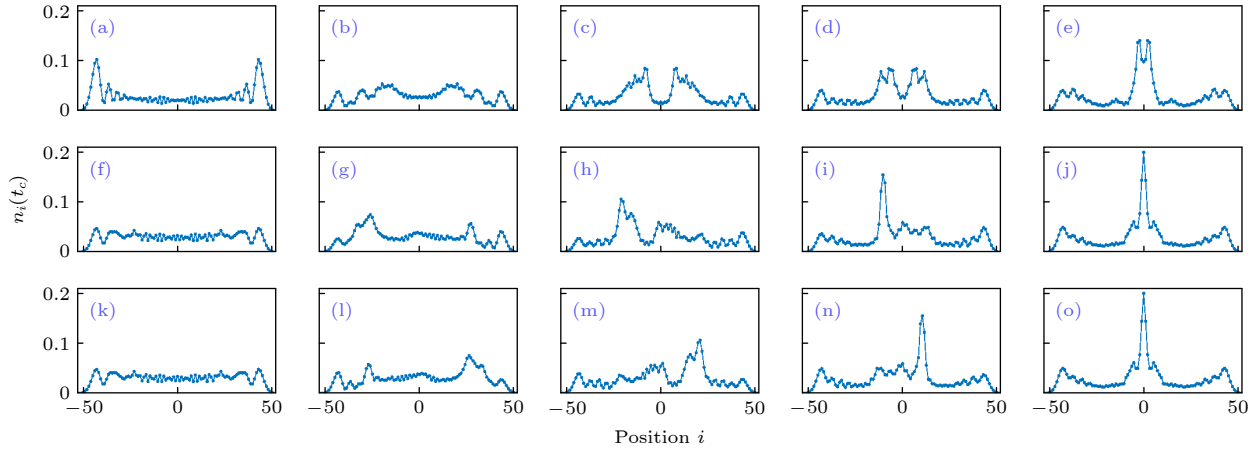 (a) (b) (c) (d) (e)
0.2
0.1
0
(f) (g) (h) (i) (j)
0.2
0.1
0
n_i(t_c)
(k) (l) (m) (n) (o)
0.2
0.1
0
−50 0 50 −50 0 50 −50 0 50 −50 0 50 −50 0 50
Position i